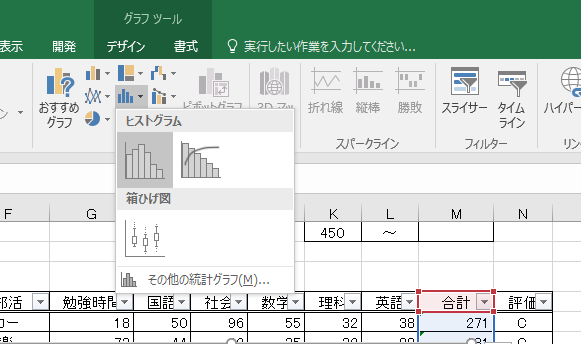 グラフ ツール
表示 開発 デザイン 書式 実行したい作業を入力してください...
おすすめ グラフ
ピボットグラフ
3D マッ
折れ線 縦棒 勝敗
スライサー タイム ライン
ハイパー
スパークライン フィルター リン
ヒストグラム
箱ひげ図
その他の統計グラフ(M)...
F G K L M N
450 ～
部活 勉強時間 国語 社会 数学 理科 英語 合計 評価
カー 18 50 96 55 32 38 271 C